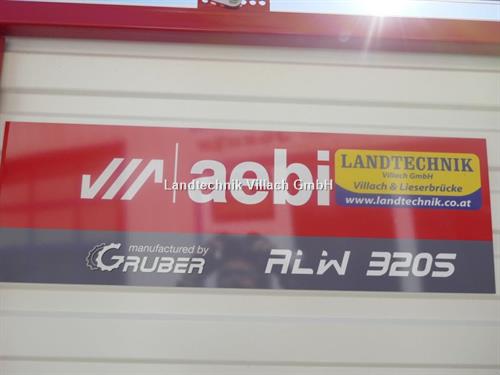 aebi
LANDTECHNIK
Villach GmbH
Villach & Lieserbrücke
www.landtechnik.co.at
Landtechnik Villach GmbH
manufactured by
GRUBER
ALW 320S